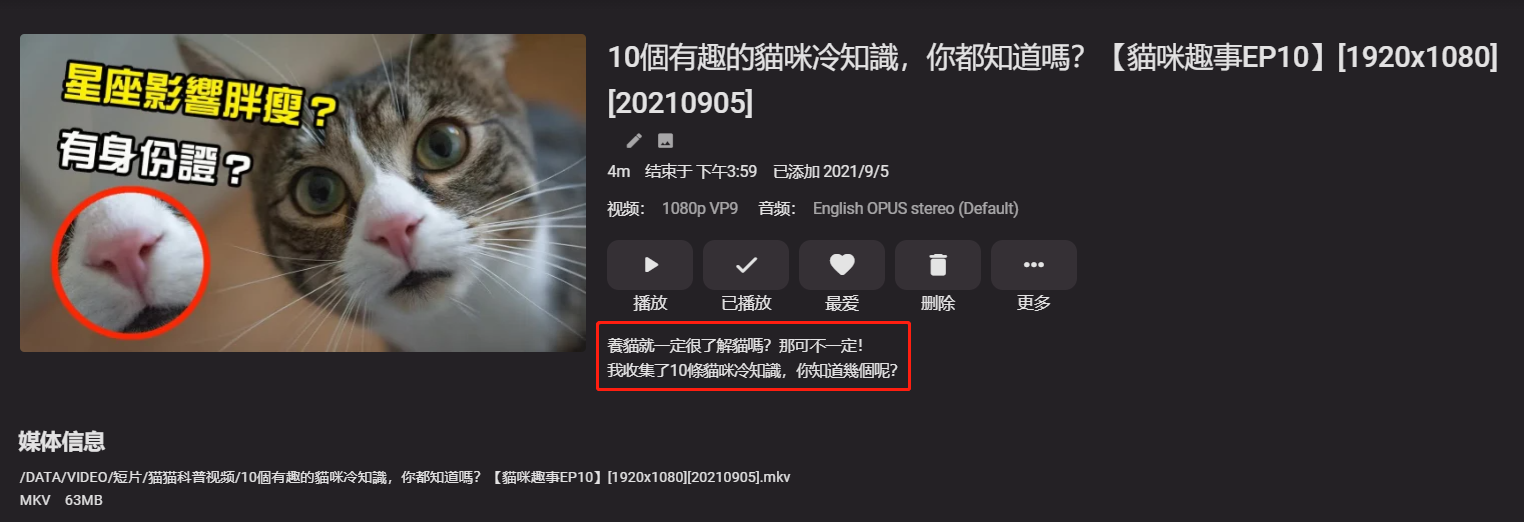 星座影響胖瘦？
有身份證？
10個有趣的貓咪冷知識，你都知道嗎？【貓咪趣事EP10】[1920x1080]
[20210905]
4m 结束于 下午3:59 已添加 2021/9/5
视频： 1080p VP9 音频： English OPUS stereo (Default)
播放 已播放 最爱 删除 更多
養貓就一定很了解貓嗎？那可不一定！
我收集了10條貓咪冷知識，你知道幾個呢？
媒体信息
/DATA/VIDEO/短片/猫猫科普视频/10個有趣的貓咪冷知識，你都知道嗎？【貓咪趣事EP10】[1920x1080][20210905].mkv
MKV 63MB